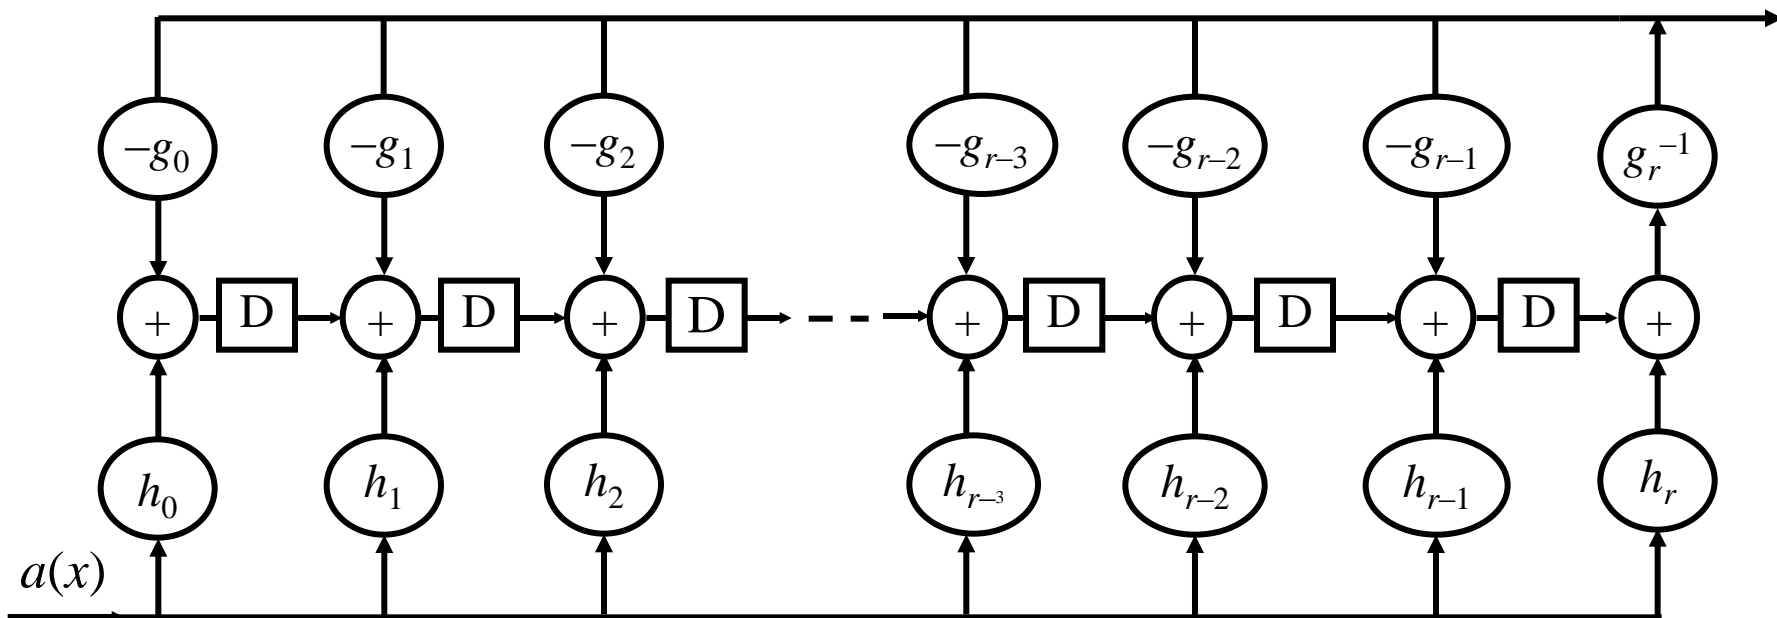 −g₀ −g₁ −g₂ −gᵣ₋₃ −gᵣ₋₂ −gᵣ₋₁ gᵣ⁻¹
+ D + D + D + D + D + D +
h₀ h₁ h₂ hᵣ₋₃ hᵣ₋₂ hᵣ₋₁ hᵣ
a(x)